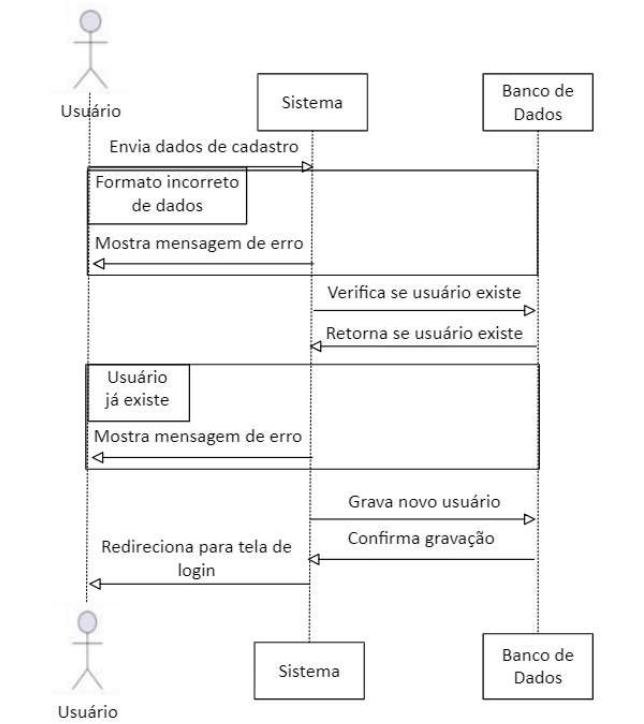 Usuário
Sistema
Banco de
Dados
Envia dados de cadastro
Formato incorreto
de dados
Mostra mensagem de erro
Verifica se usuário existe
Retorna se usuário existe
Usuário
já existe
Mostra mensagem de erro
Grava novo usuário
Confirma gravação
Redireciona para tela de
login
Usuário
Sistema
Banco de
Dados